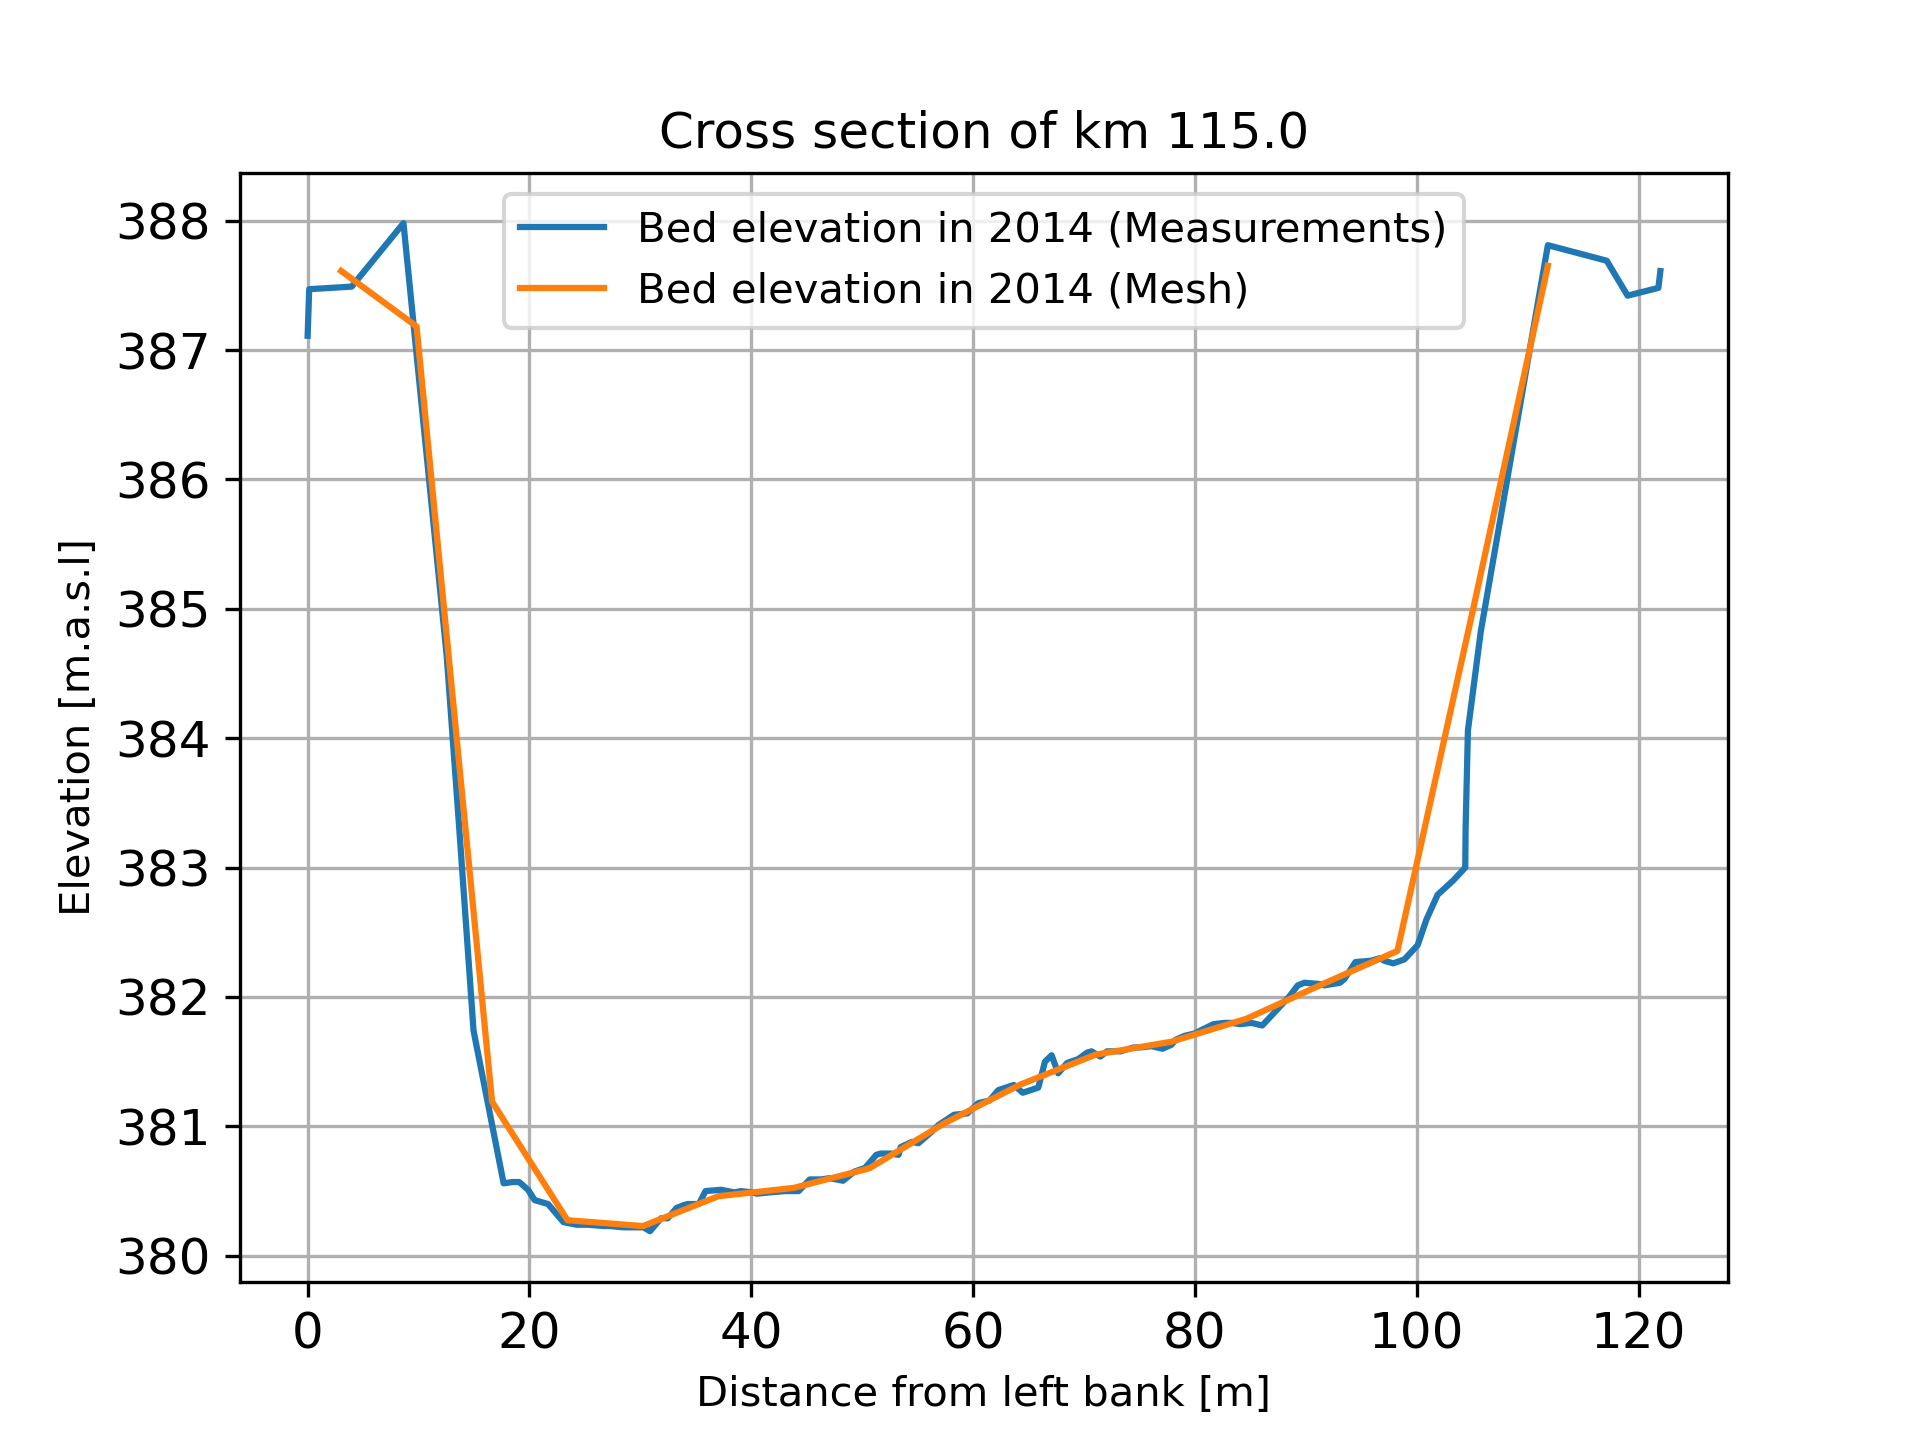 Cross section of km 115.0
Bed elevation in 2014 (Measurements)
Bed elevation in 2014 (Mesh)
388
387
386
385
384
383
382
381
380
Elevation [m.a.s.l]
0 20 40 60 80 100 120
Distance from left bank [m]